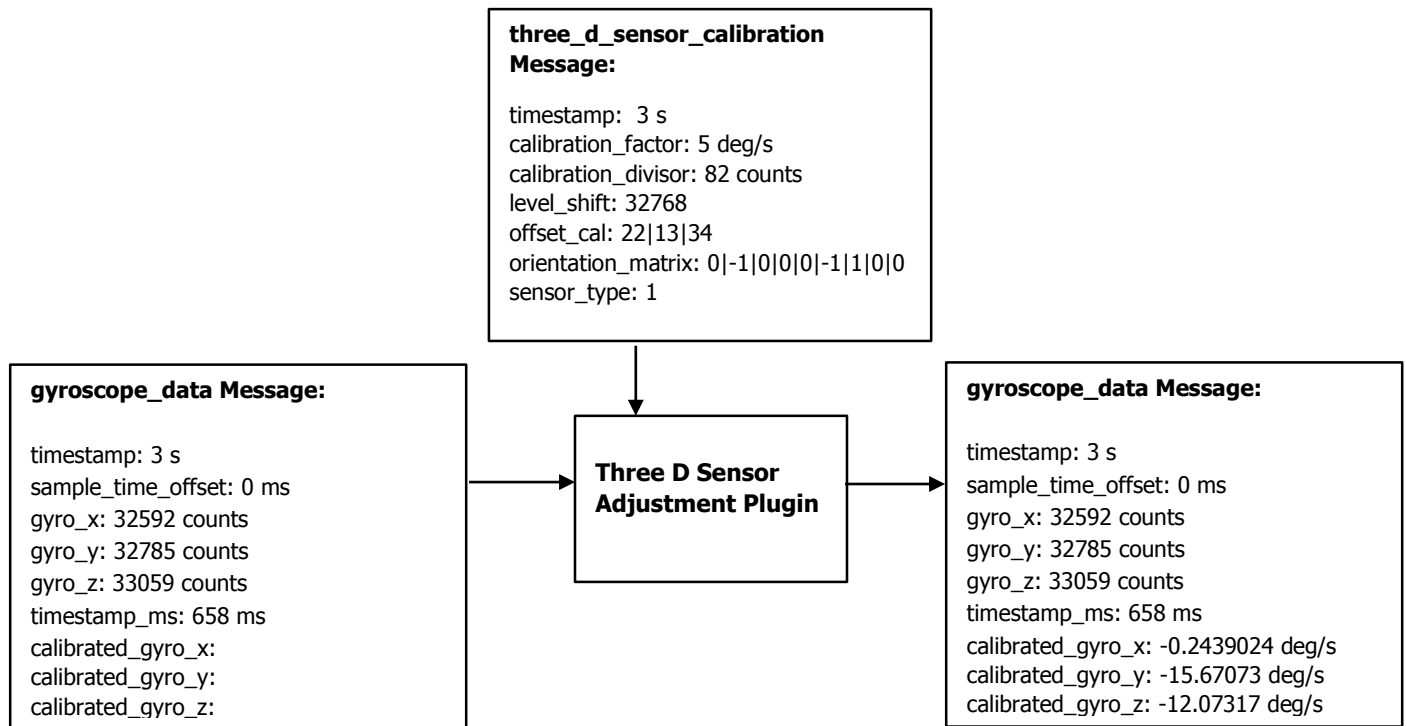 three_d_sensor_calibration
Message:
timestamp:  3 s
calibration_factor: 5 deg/s
calibration_divisor: 82 counts
level_shift: 32768
offset_cal: 22|13|34
orientation_matrix: 0|-1|0|0|0|-1|1|0|0
sensor_type: 1
gyroscope_data Message:
timestamp: 3 s
sample_time_offset: 0 ms
gyro_x: 32592 counts
gyro_y: 32785 counts
gyro_z: 33059 counts
timestamp_ms: 658 ms
calibrated_gyro_x:
calibrated_gyro_y:
calibrated_gyro_z:
Three D Sensor
Adjustment Plugin
gyroscope_data Message:
timestamp: 3 s
sample_time_offset: 0 ms
gyro_x: 32592 counts
gyro_y: 32785 counts
gyro_z: 33059 counts
timestamp_ms: 658 ms
calibrated_gyro_x: -0.2439024 deg/s
calibrated_gyro_y: -15.67073 deg/s
calibrated_gyro_z: -12.07317 deg/s